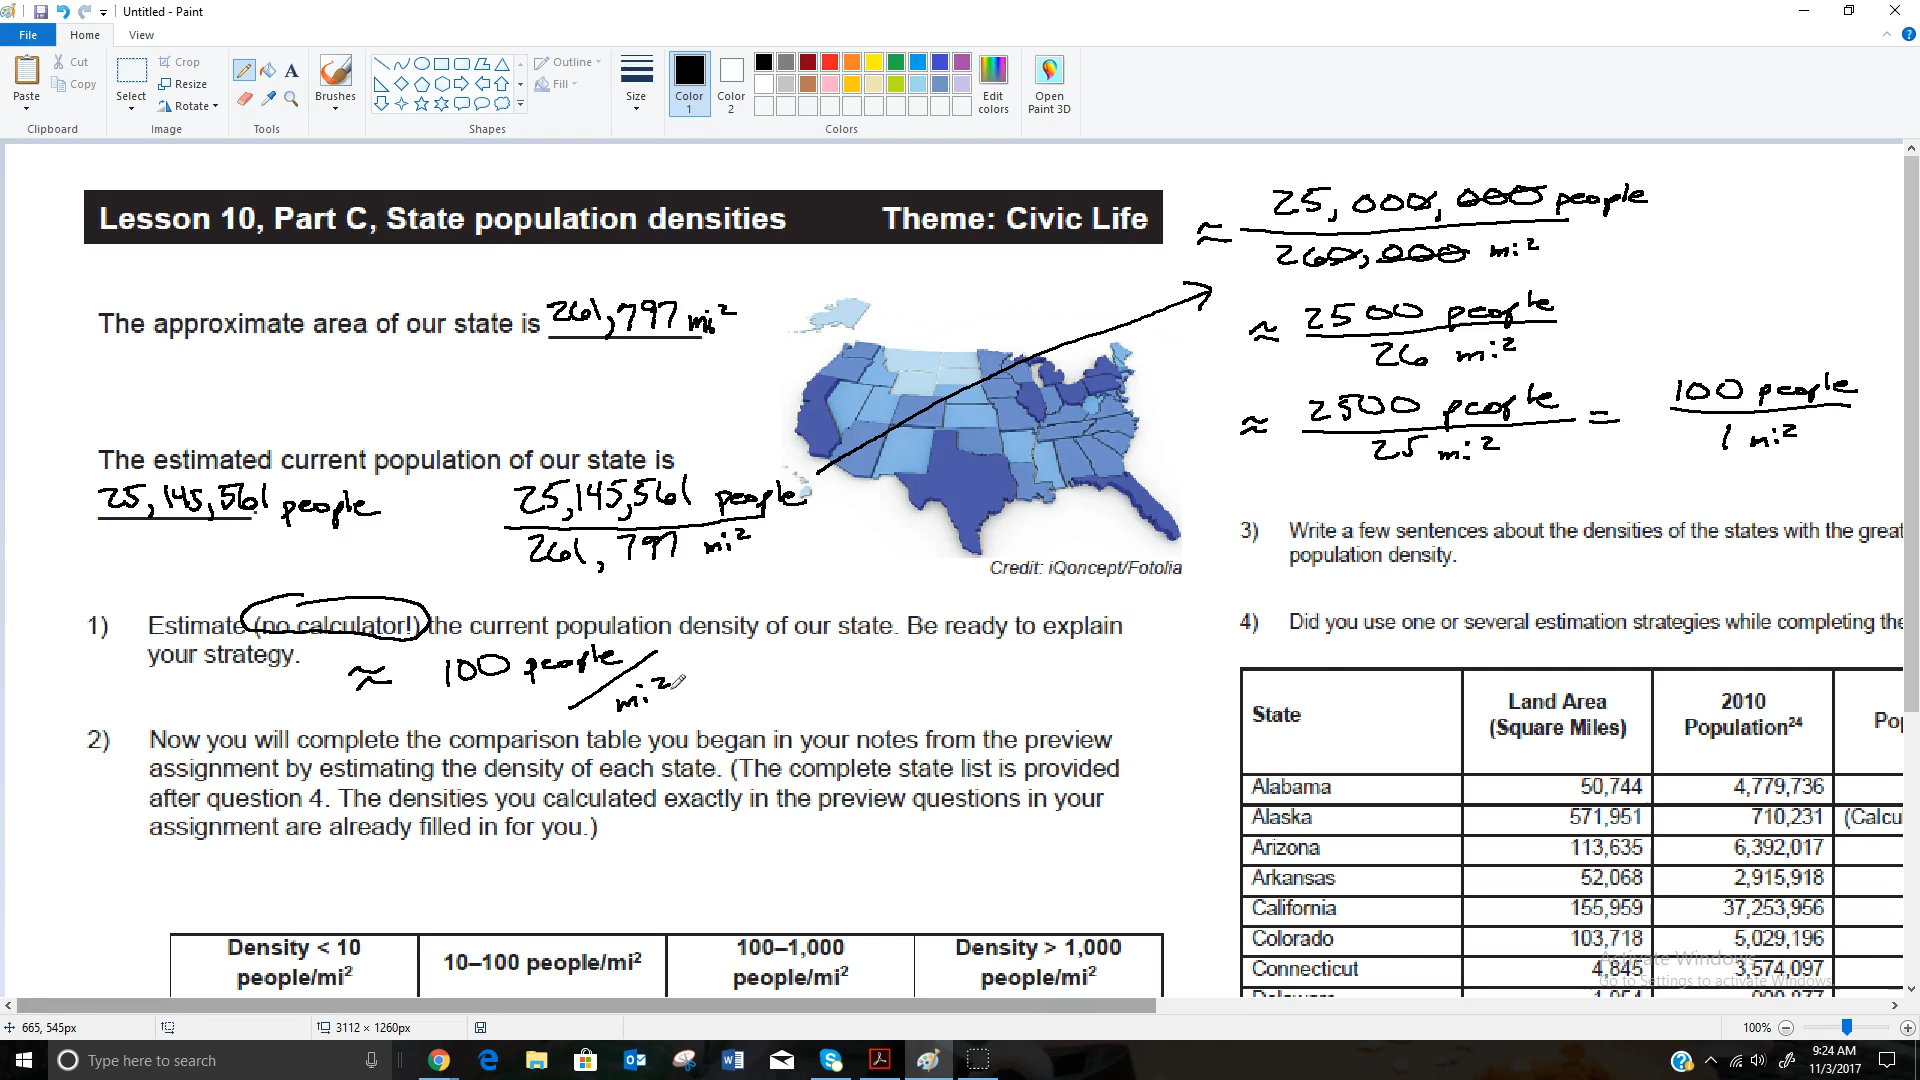 Untitled - Paint
File
Home
View
Paste
Cut
Copy
Clipboard
Select
Crop
Resize
Rotate
Image
Tools
Brushes
Shapes
Outline
Fill
Size
Color 1
Color 2
Colors
Edit colors
Open Paint 3D
Lesson 10, Part C, State population densities Theme: Civic Life
The approximate area of our state is 261,797 mi²
The estimated current population of our state is
25,145,561 people
25,145,561 people
261,797 mi²
Credit: iQoncept/Fotolia
1) Estimate (no calculator!) the current population density of our state. Be ready to explain
your strategy.
≈ 100 people/mi²
2) Now you will complete the comparison table you began in your notes from the preview
assignment by estimating the density of each state. (The complete state list is provided
after question 4. The densities you calculated exactly in the preview questions in your
assignment are already filled in for you.)
Density < 10 people/mi²
10–100 people/mi²
100–1,000 people/mi²
Density > 1,000 people/mi²
≈ 25,000,000 people
260,000 mi²
≈ 2500 people
26 mi²
≈ 2500 people
25 mi²
= 100 people
1 mi²
3) Write a few sentences about the densities of the states with the great
population density.
4) Did you use one or several estimation strategies while completing the
State
Land Area (Square Miles)
2010 Population24
Pop
Alabama 50,744 4,779,736
Alaska 571,951 710,231 (Calcu
Arizona 113,635 6,392,017
Arkansas 52,068 2,915,918
California 155,959 37,253,956
Colorado 103,718 5,029,196
Connecticut 4,845 3,574,097
Activate Windows
Go to Settings to activate Windows.
665, 545px
3112 × 1260px
100%
Type here to search
9:24 AM
11/3/2017